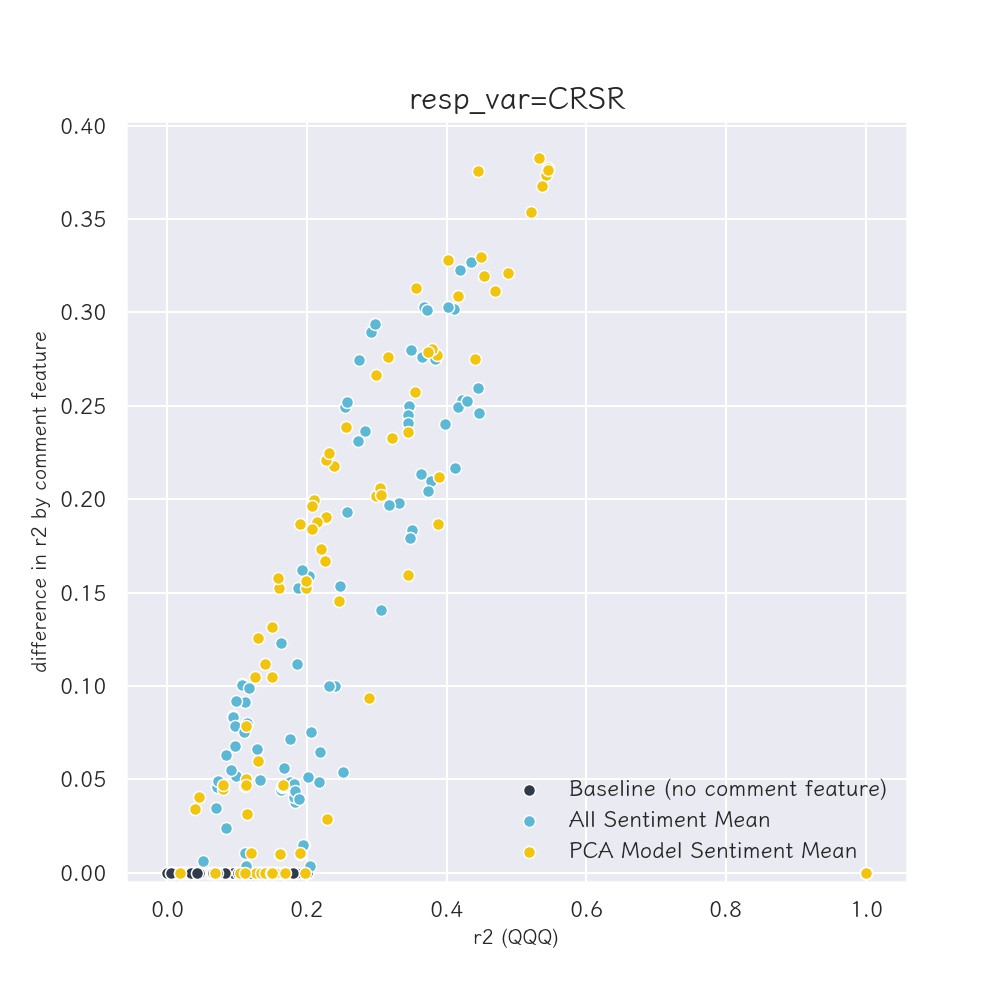 resp_var=CRSR
0.40
0.35
0.30
0.25
0.20
0.15
0.10
0.05
0.00
difference in r2 by comment feature
Baseline (no comment feature)
All Sentiment Mean
PCA Model Sentiment Mean
0.0 0.2 0.4 0.6 0.8 1.0
r2 (QQQ)